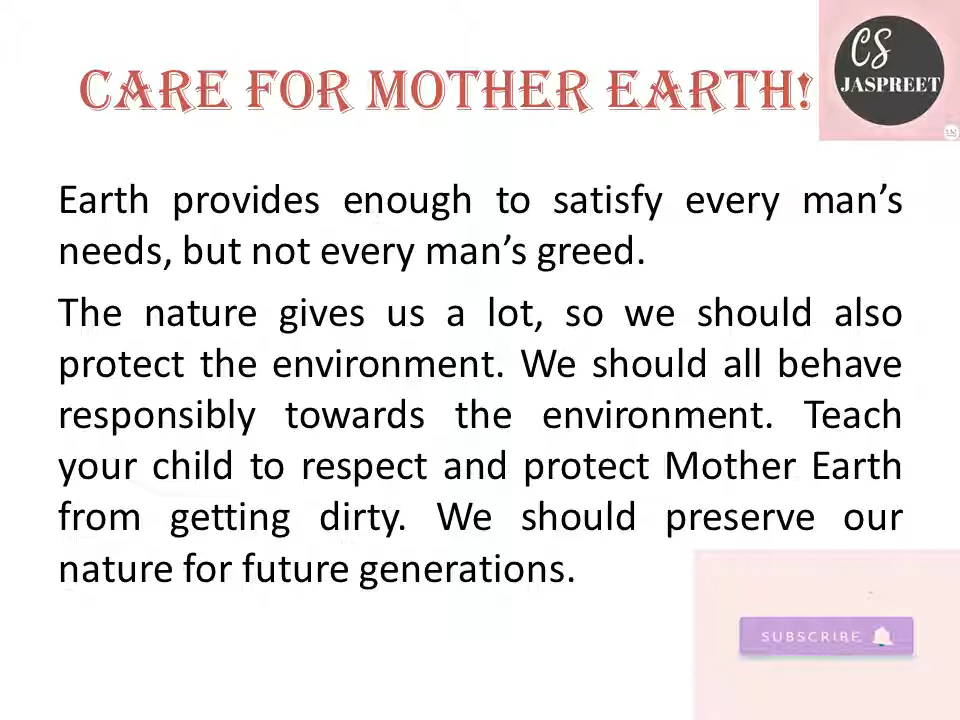 CARE FOR MOTHER EARTH!
CS
JASPREET
Earth provides enough to satisfy every man’s
needs, but not every man’s greed.
The nature gives us a lot, so we should also
protect the environment. We should all behave
responsibly towards the environment. Teach
your child to respect and protect Mother Earth
from getting dirty. We should preserve our
nature for future generations.
SUBSCRIBE